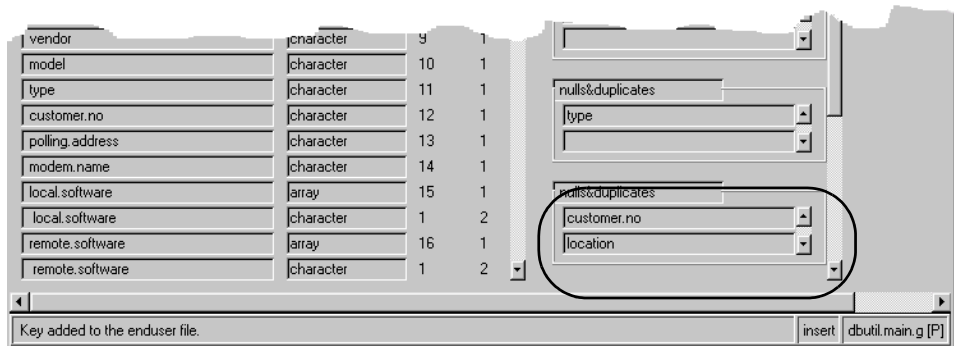 vendor character 9 1
model character 10 1
type character 11 1 nulls&duplicates
customer.no character 12 1 type
polling.address character 13 1
modem.name character 14 1
local.software array 15 1 nulls&duplicates
local.software character 1 2 customer.no
remote.software array 16 1 location
remote.software character 1 2
Key added to the enduser file. insert dbutil.main.g [P]